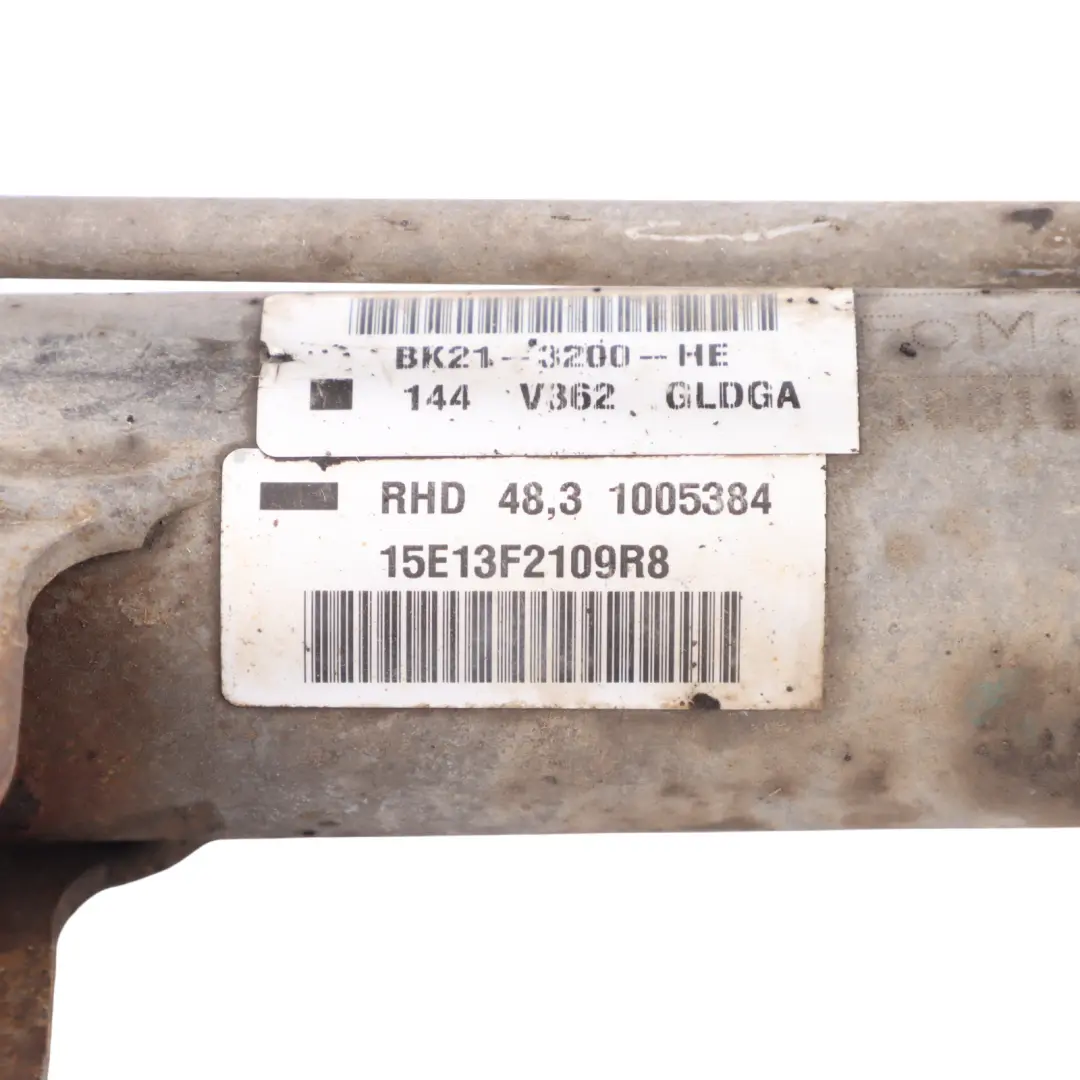 BK21-3200-HE
144 V362 GLDGA
RHD 48,3 1005384
15E13F2109R8